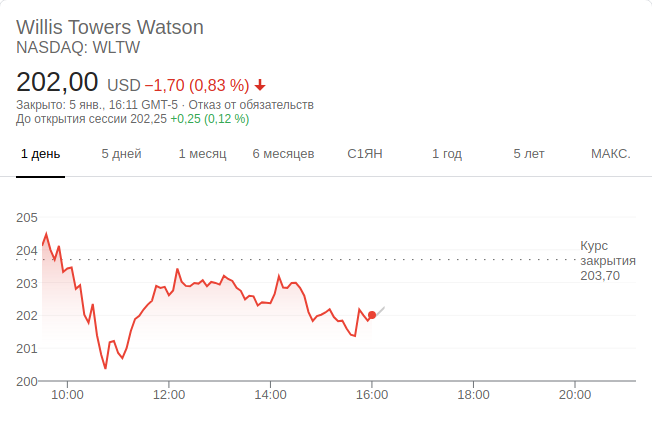 Willis Towers Watson
NASDAQ: WLTW
202,00 USD −1,70 (0,83 %)
Закрыто: 5 янв., 16:11 GMT-5 · Отказ от обязательств
До открытия сессии 202,25 +0,25 (0,12 %)
1 день 5 дней 1 месяц 6 месяцев С1ЯН 1 год 5 лет МАКС.
205
204
203
202
201
200
Курс
закрытия
203,70
10:00 12:00 14:00 16:00 18:00 20:00